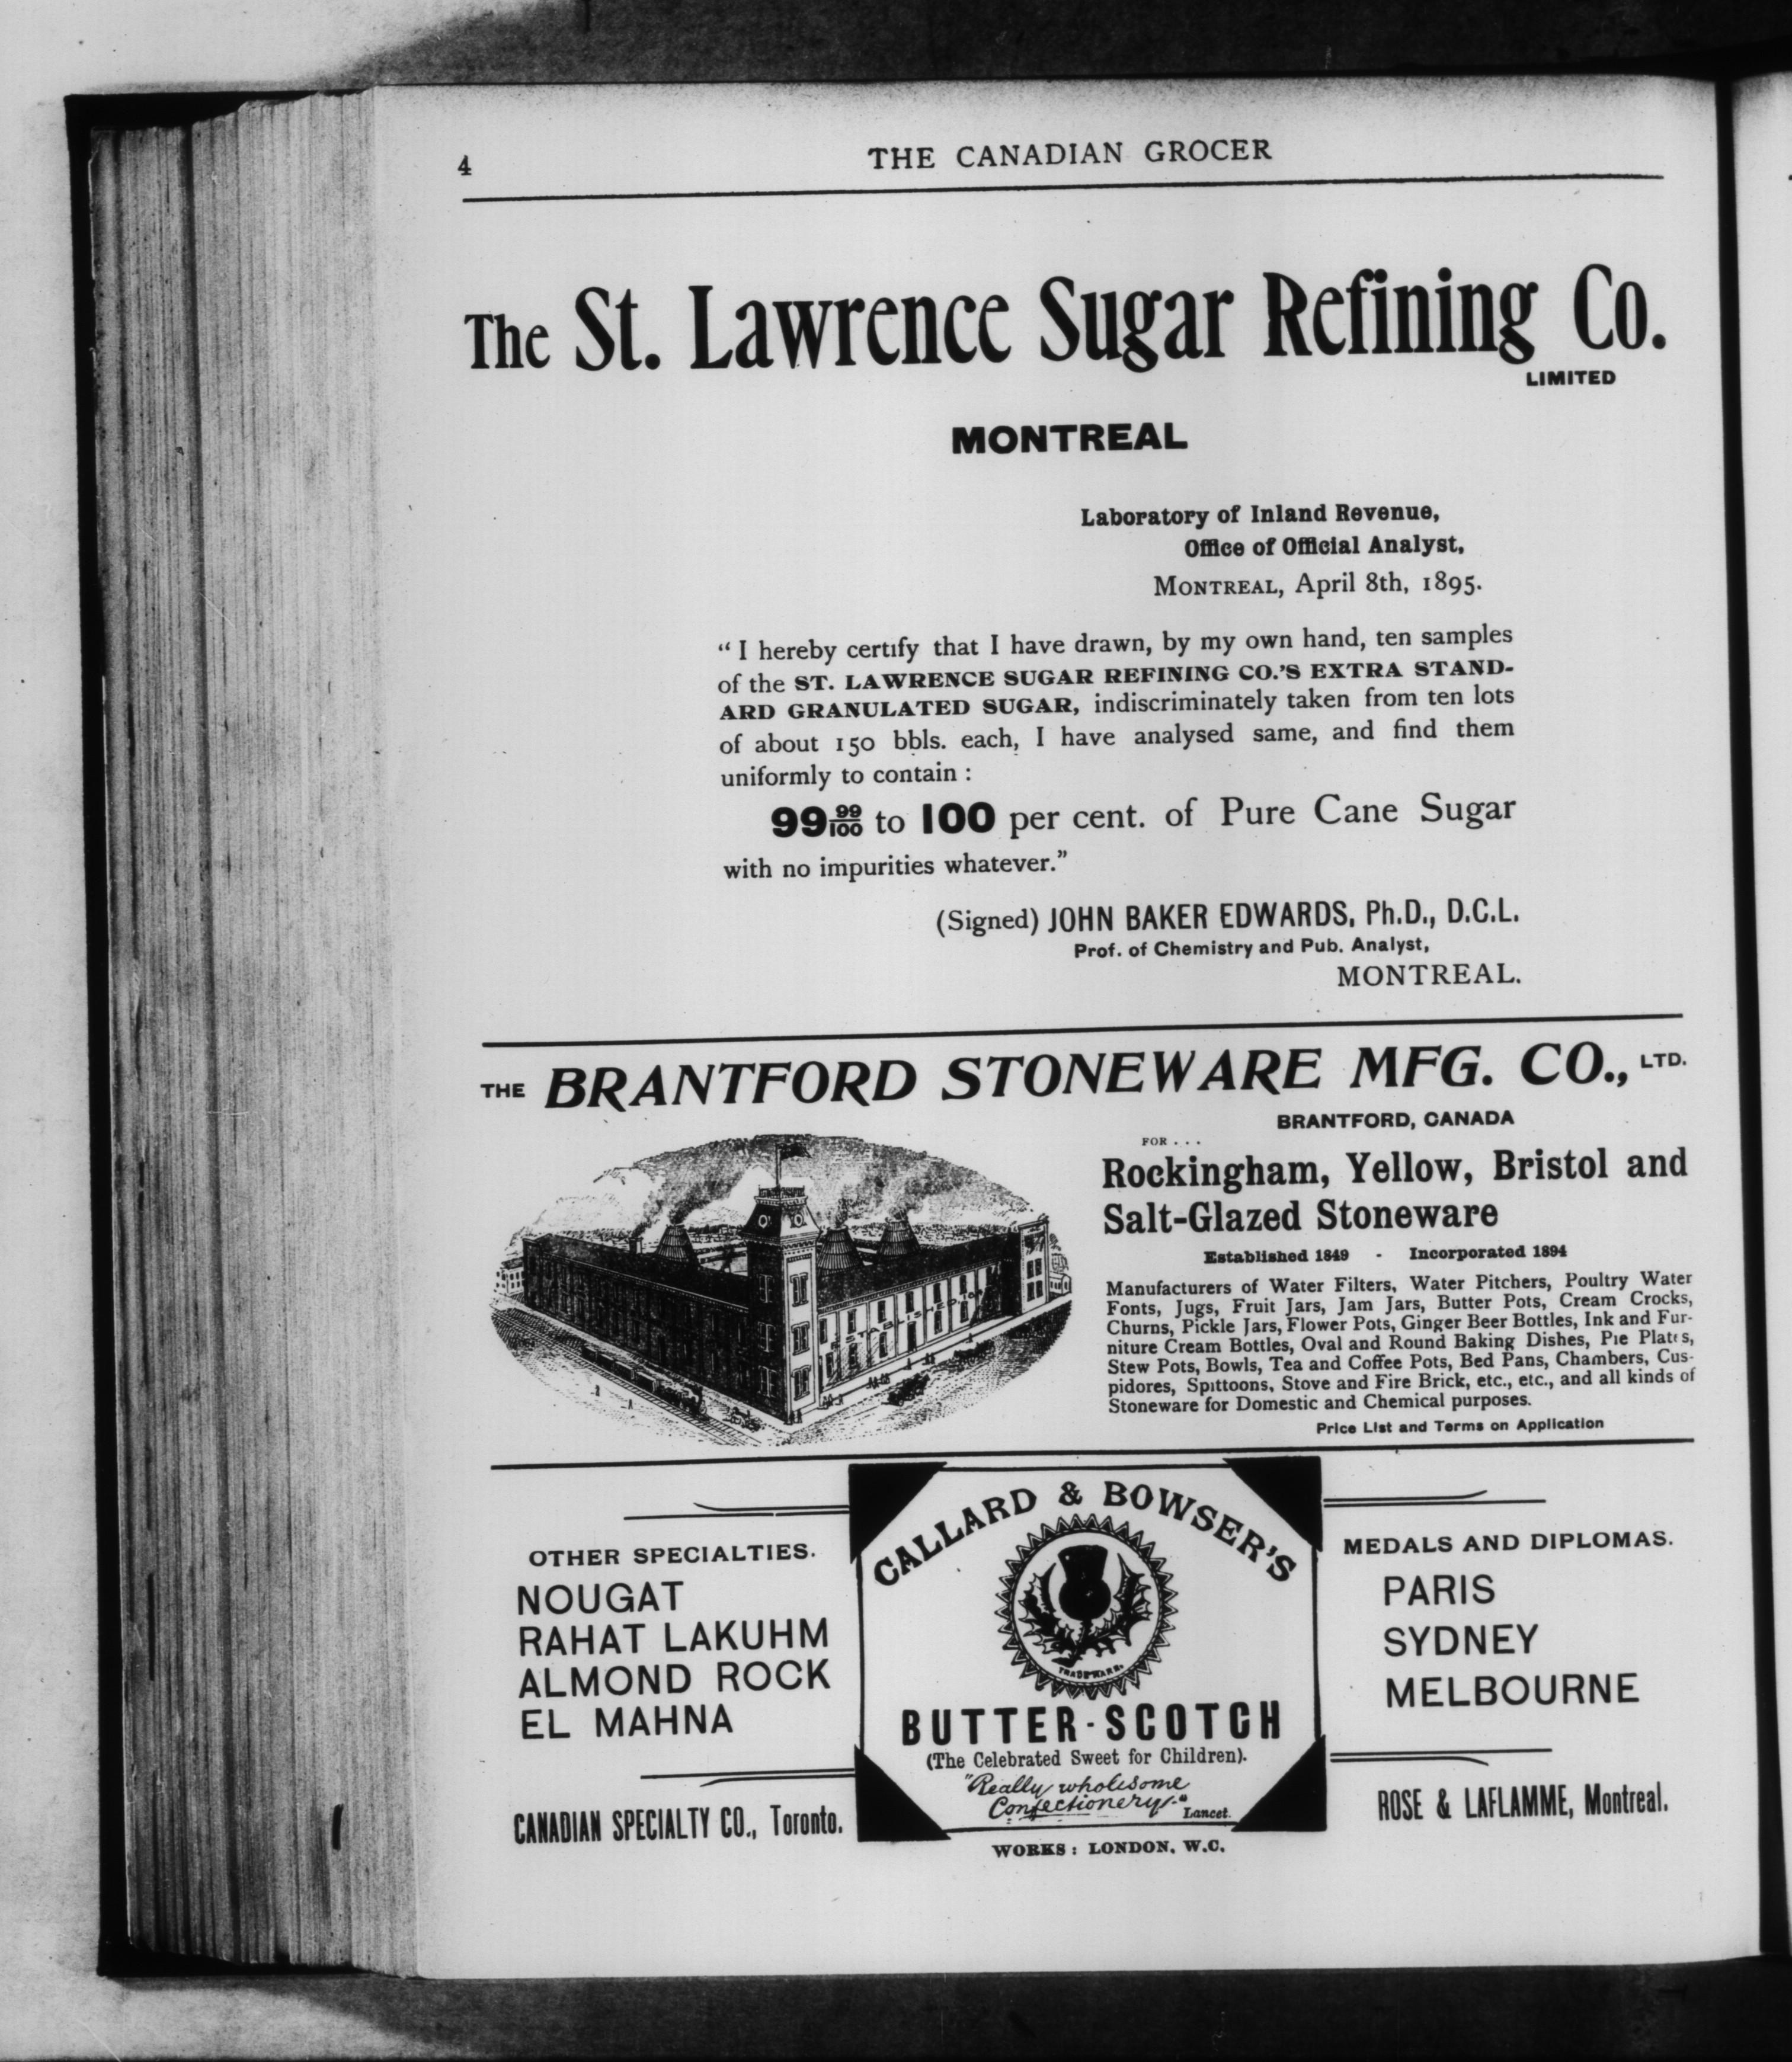 4
THE CANADIAN GROCER
The St. Lawrence Sugar Refining Co.
LIMITED
MONTREAL
Laboratory of Inland Revenue,
Office of Official Analyst,
MONTREAL, April 8th, 1895.
" I hereby certify that I have drawn, by my own hand, ten samples
of the ST. LAWRENCE SUGAR REFINING CO.'S EXTRA STAND-
ARD GRANULATED SUGAR, indiscriminately taken from ten lots
of about 150 bbls. each, I have analysed same, and find them
uniformly to contain :
99 99/100 to 100 per cent. of Pure Cane Sugar
with no impurities whatever."
(Signed) JOHN BAKER EDWARDS, Ph.D., D.C.L.
Prof. of Chemistry and Pub. Analyst,
MONTREAL.
THE BRANTFORD STONEWARE MFG. CO., LTD.
BRANTFORD, CANADA
FOR . . .
Rockingham, Yellow, Bristol and
Salt-Glazed Stoneware
Established 1849 - Incorporated 1894
Manufacturers of Water Filters, Water Pitchers, Poultry Water
Fonts, Jugs, Fruit Jars, Jam Jars, Butter Pots, Cream Crocks,
Churns, Pickle Jars, Flower Pots, Ginger Beer Bottles, Ink and Fur-
niture Cream Bottles, Oval and Round Baking Dishes, Pie Plates,
Stew Pots, Bowls, Tea and Coffee Pots, Bed Pans, Chambers, Cus-
pidores, Spittoons, Stove and Fire Brick, etc., etc., and all kinds of
Stoneware for Domestic and Chemical purposes.
Price List and Terms on Application
ESTABLISHED
OTHER SPECIALTIES.
NOUGAT
RAHAT LAKUHM
ALMOND ROCK
EL MAHNA
CANADIAN SPECIALTY CO., Toronto.
CALLARD & BOWSER'S
TRADE MARK.
BUTTER-SCOTCH
(The Celebrated Sweet for Children).
"Really wholesome
Confectionery."
Lancet.
WORKS : LONDON, W.C.
MEDALS AND DIPLOMAS.
PARIS
SYDNEY
MELBOURNE
ROSE & LAFLAMME, Montreal.